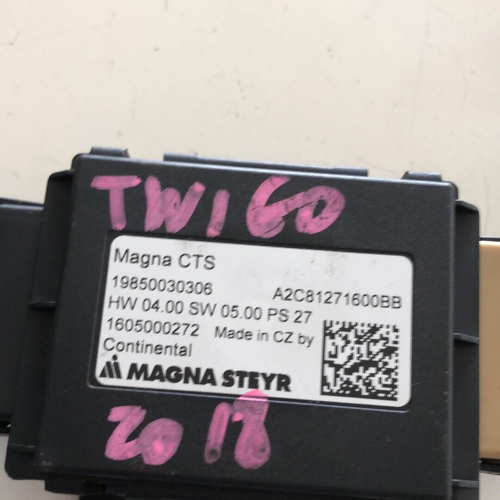 TWIGO
Magna CTS
19850030306 A2C81271600BB
HW 04.00 SW 05.00 PS 27
1605000272 Made in CZ by
Continental
MAGNA STEYR
2018